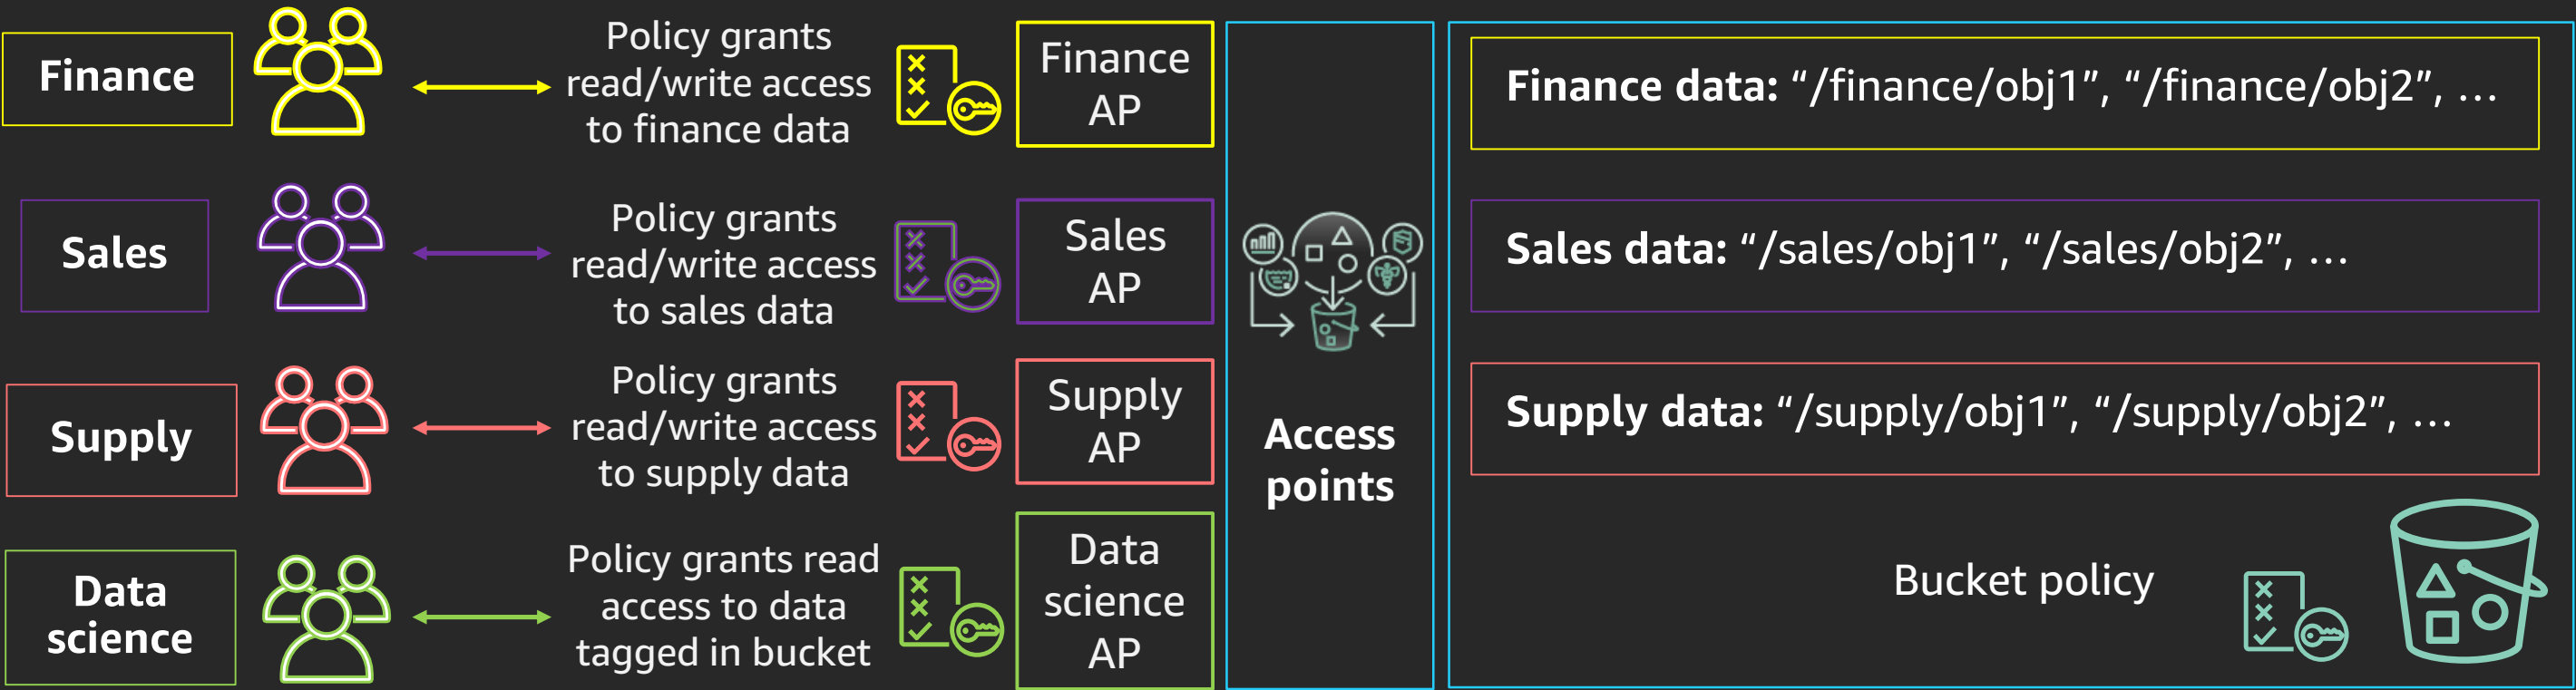 Finance
Policy grants
read/write access
to finance data
Finance
AP
Finance data: “/finance/obj1”, “/finance/obj2”, …
Sales
Policy grants
read/write access
to sales data
Sales
AP
Sales data: “/sales/obj1”, “/sales/obj2”, …
Supply
Policy grants
read/write access
to supply data
Supply
AP
Access
points
Supply data: “/supply/obj1”, “/supply/obj2”, …
Data
science
Policy grants read
access to data
tagged in bucket
Data
science
AP
Bucket policy